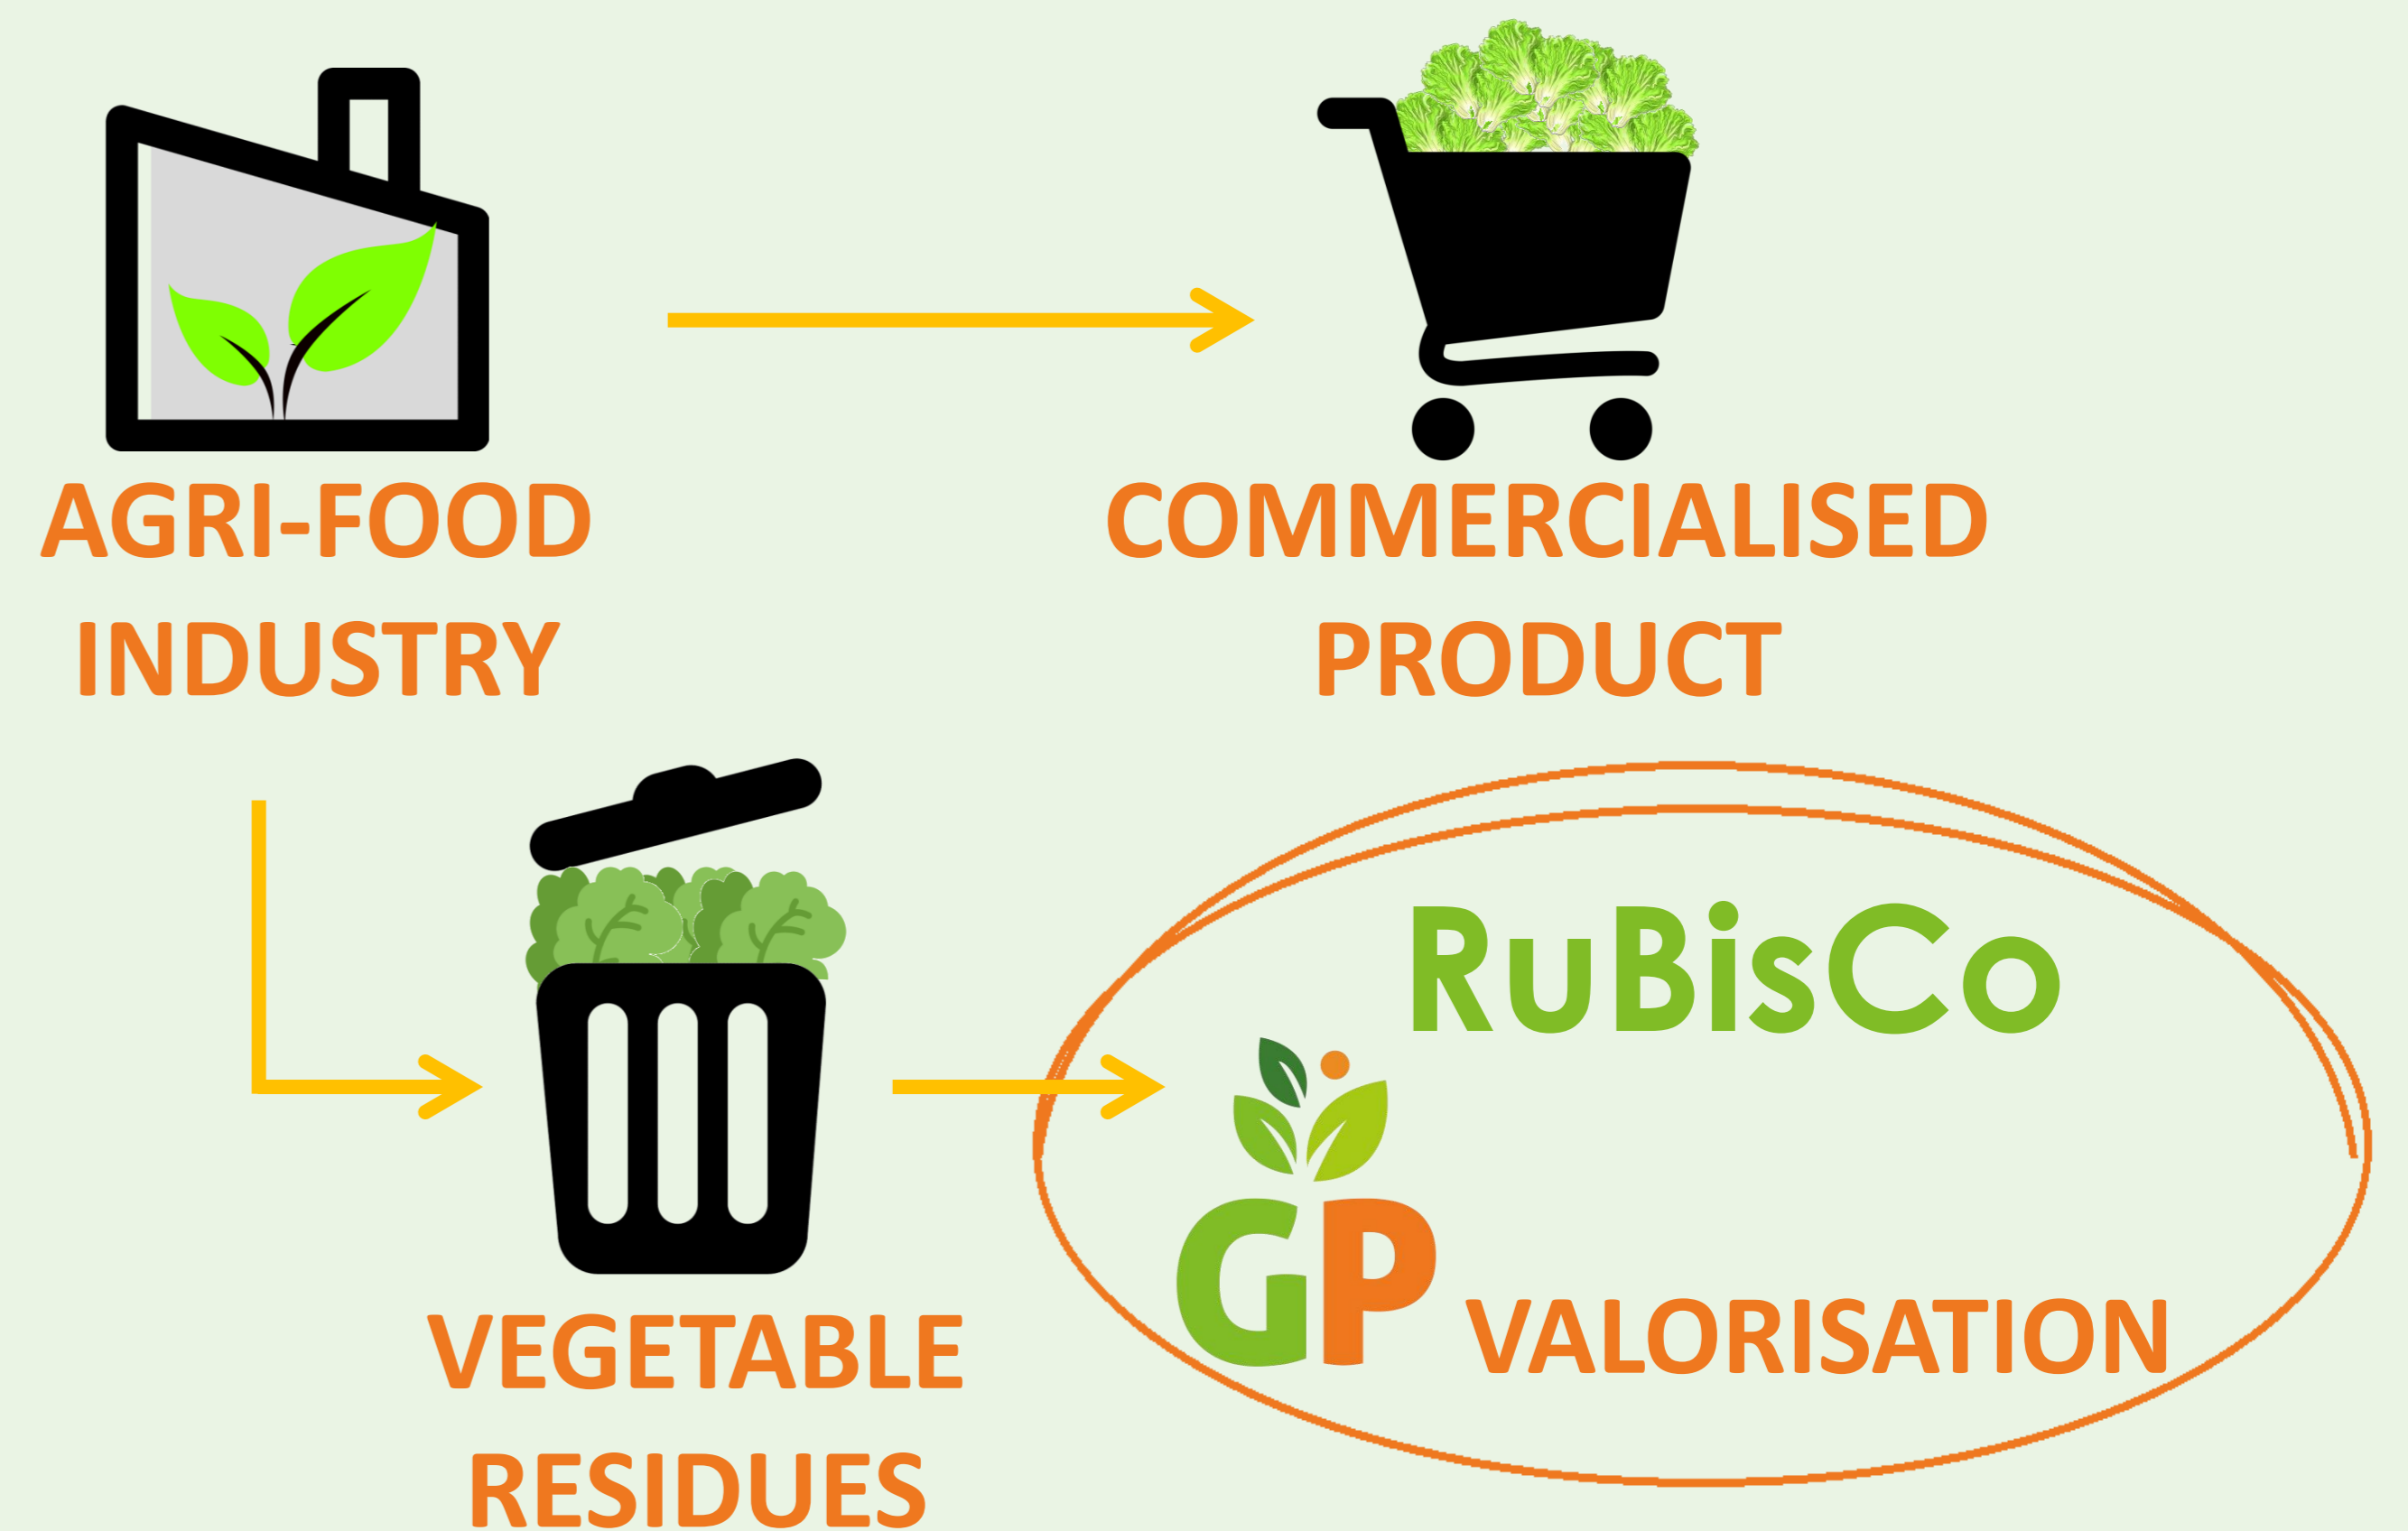 AGRI-FOOD
INDUSTRY
COMMERCIALISED
PRODUCT
VEGETABLE
RESIDUES
RuBisCo
GP
VALORISATION